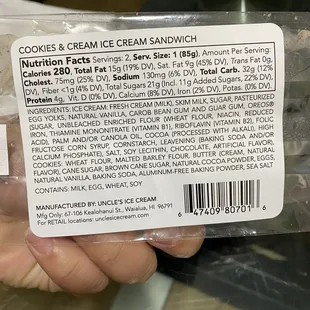 COOKIES & CREAM ICE CREAM SANDWICH
Nutrition Facts Servings: 2, Serv. Size: 1 (85g), Amount Per Serving:
Calories 280, Total Fat 15g (19% DV), Sat. Fat 9g (45% DV), Trans Fat 0g,
Cholest. 75mg (25% DV), Sodium 130mg (6% DV), Total Carb. 32g (12%
DV), Fiber <1g (4% DV), Total Sugars 21g (Incl. 11g Added Sugars, 22% DV),
Protein 4g, Vit. D (0% DV), Calcium (8% DV), Iron (2% DV), Potas. (0% DV).
INGREDIENTS: ICE CREAM: FRESH CREAM (MILK), SKIM MILK, SUGAR, PASTEURIZED
EGG YOLKS, NATURAL VANILLA, CAROB BEAN GUM AND GUAR GUM, OREOS®
(SUGAR, UNBLEACHED ENRICHED FLOUR (WHEAT FLOUR, NIACIN, REDUCED
IRON, THIAMINE MONONITRATE (VITAMIN B1), RIBOFLAVIN (VITAMIN B2), FOLIC
ACID), PALM AND/OR CANOLA OIL, COCOA (PROCESSED WITH ALKALI), HIGH
FRUCTOSE CORN SYRUP, CORNSTARCH, LEAVENING (BAKING SODA AND/OR
CALCIUM PHOSPHATE), SALT, SOY LECITHIN, CHOCOLATE, ARTIFICIAL FLAVOR),
COOKIES: WHEAT FLOUR, MALTED BARLEY FLOUR, BUTTER (CREAM, NATURAL
FLAVOR), CANE SUGAR, BROWN CANE SUGAR, NATURAL COCOA POWDER, EGGS,
NATURAL VANILLA, BAKING SODA, ALUMINUM-FREE BAKING POWDER, SEA SALT
CONTAINS: MILK, EGG, WHEAT, SOY
MANUFACTURED BY: UNCLE'S ICE CREAM
Mfg Only: 67-106 Kealohanui St., Waialua, HI 96791
For RETAIL locations: unclesicecream.com
6 47409 80701 6